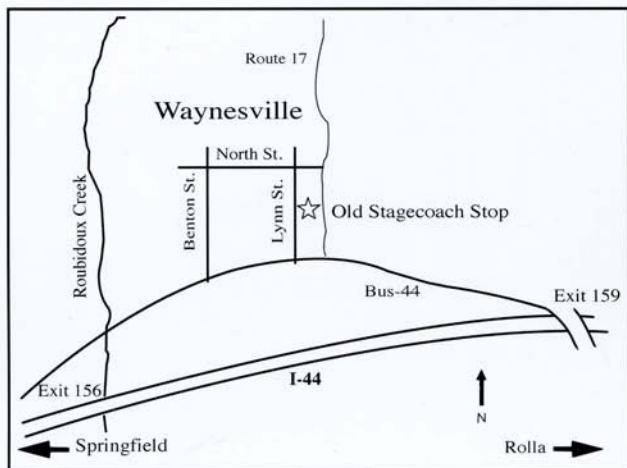 Route 17
Waynesville
North St.
Roubidoux Creek
Benton St.
Lynn St.
Old Stagecoach Stop
Bus-44
Exit 159
Exit 156
I-44
N
Springfield
Rolla